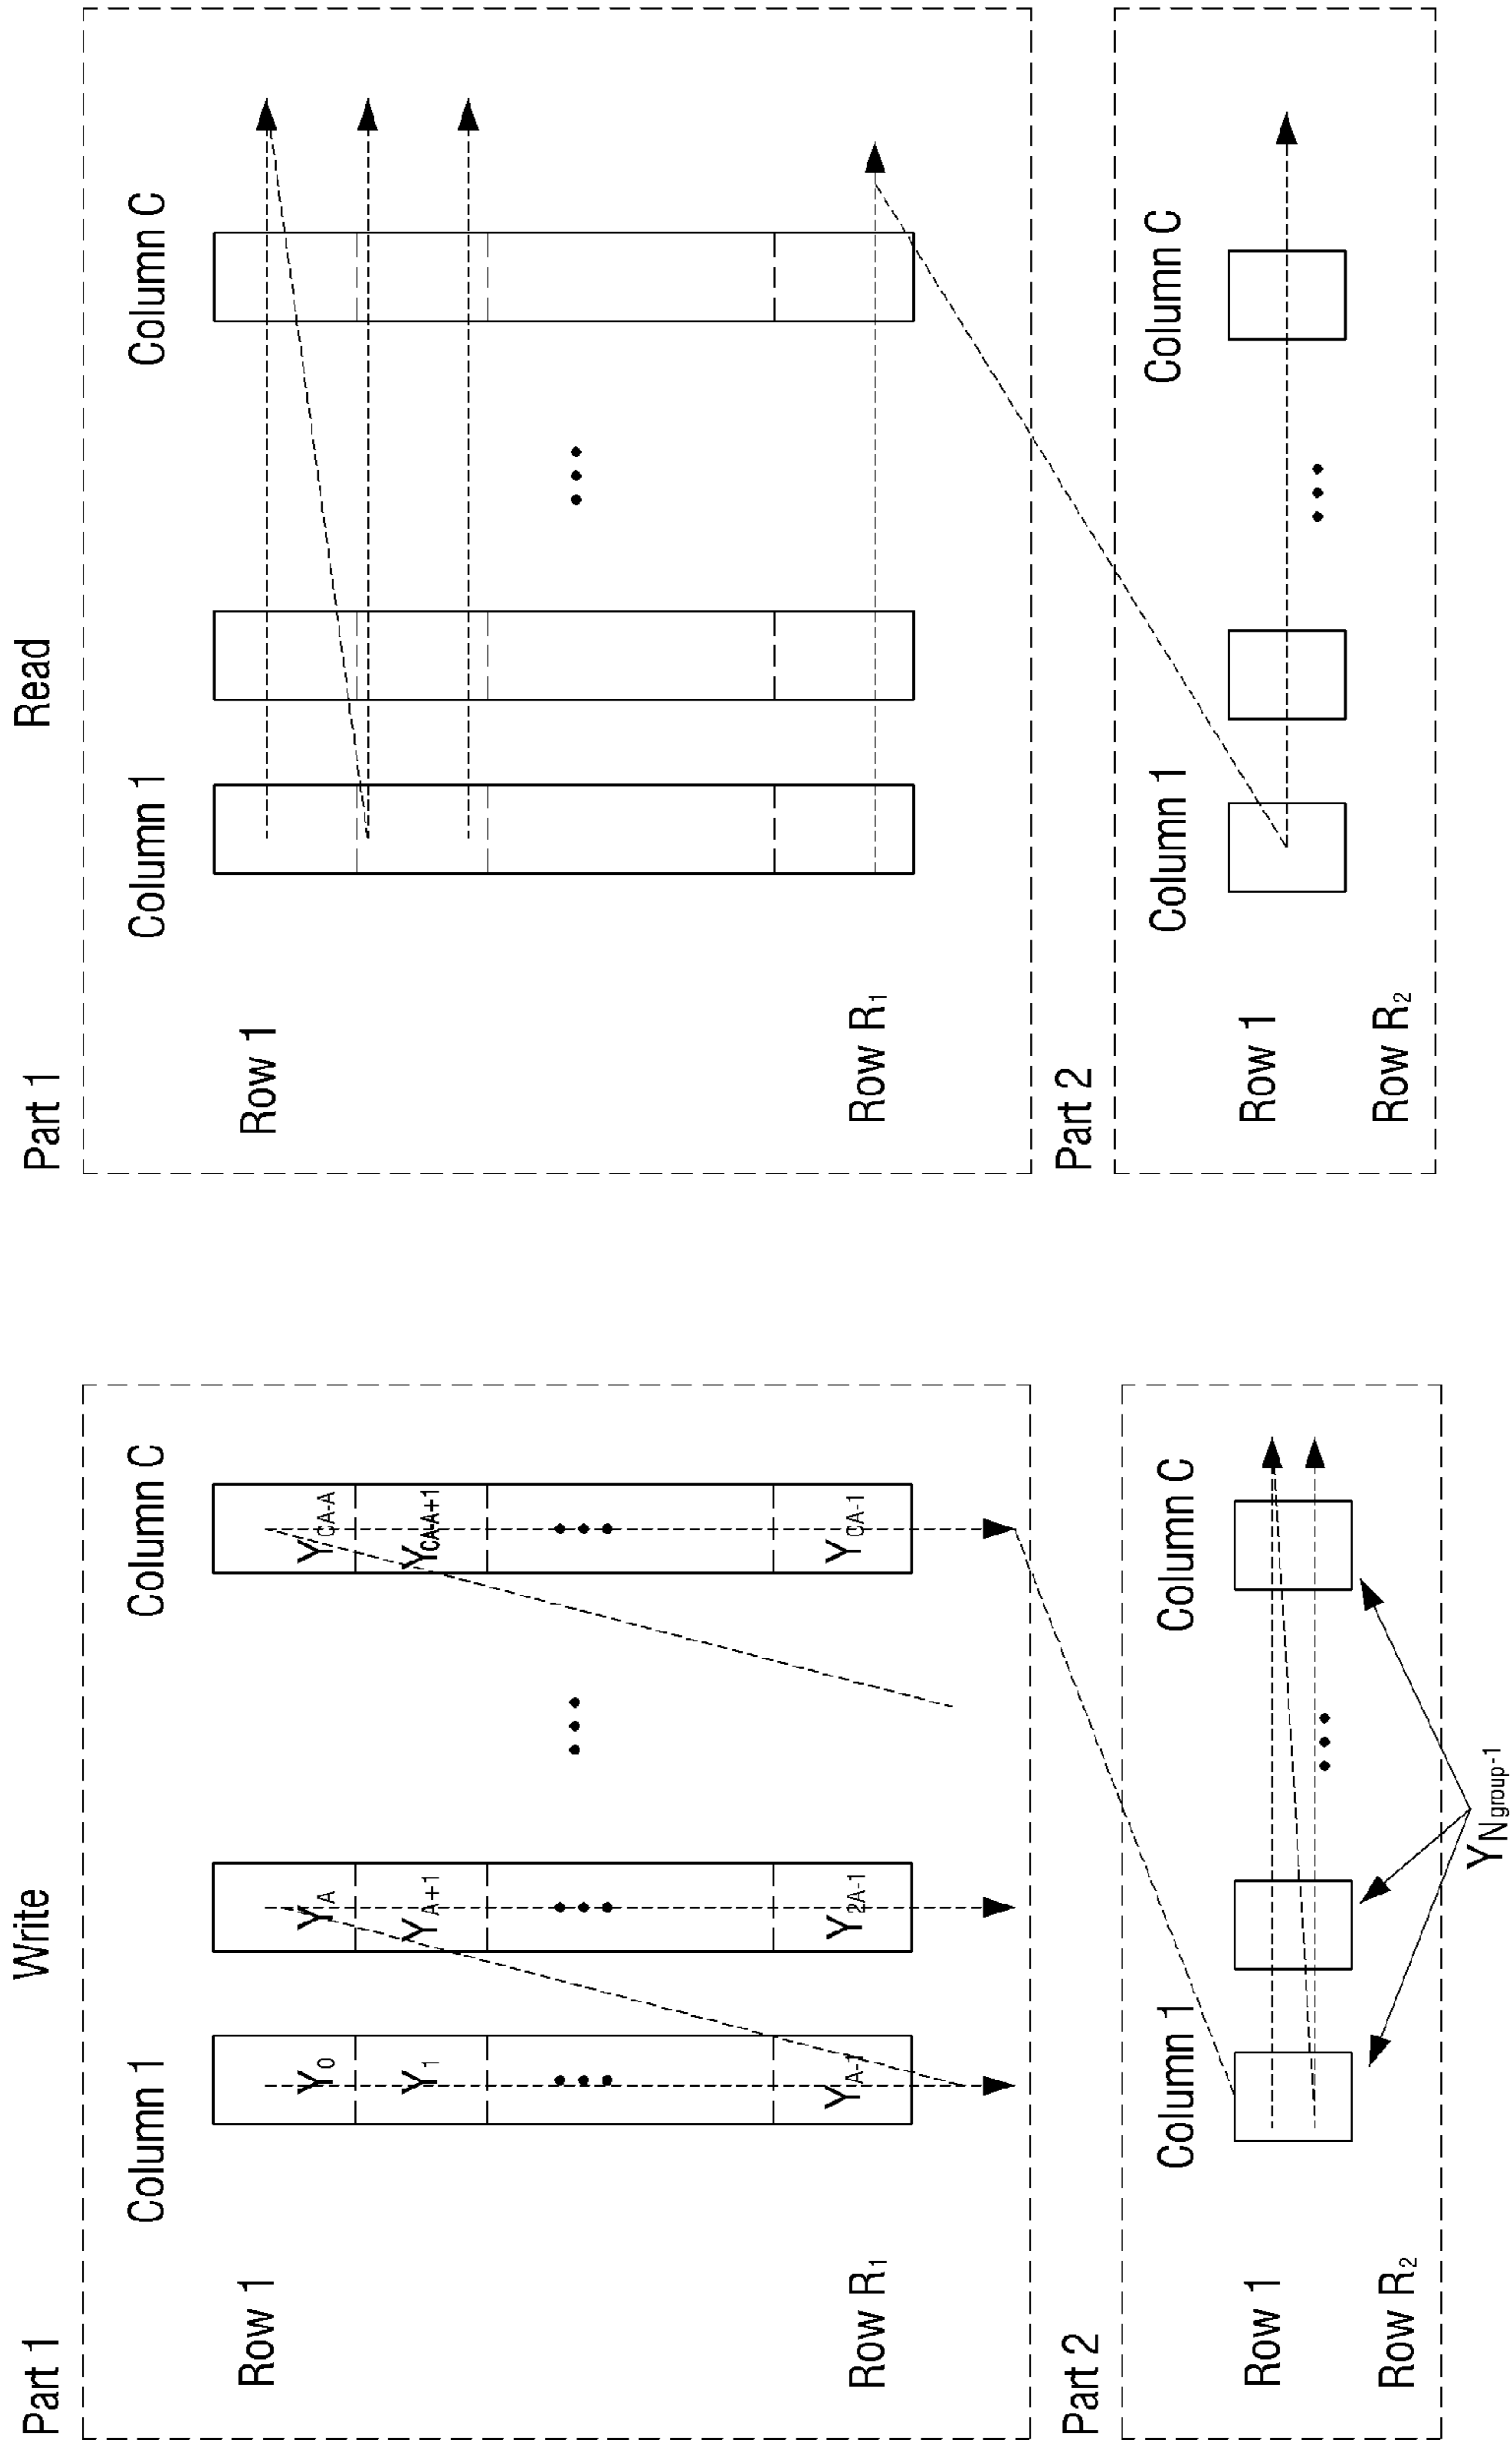 Write
Part 1
Column 1
Column C
Row 1
Y0
YA
YCA-A
Y1
YA+1
YCA-A+1
Row R1
YA-1
Y2A-1
YCA-1
Part 2
Column 1
Column C
Row 1
Row R2
YNgroup-1
Read
Part 1
Column 1
Column C
Row 1
Row R1
Part 2
Column 1
Column C
Row 1
Row R2